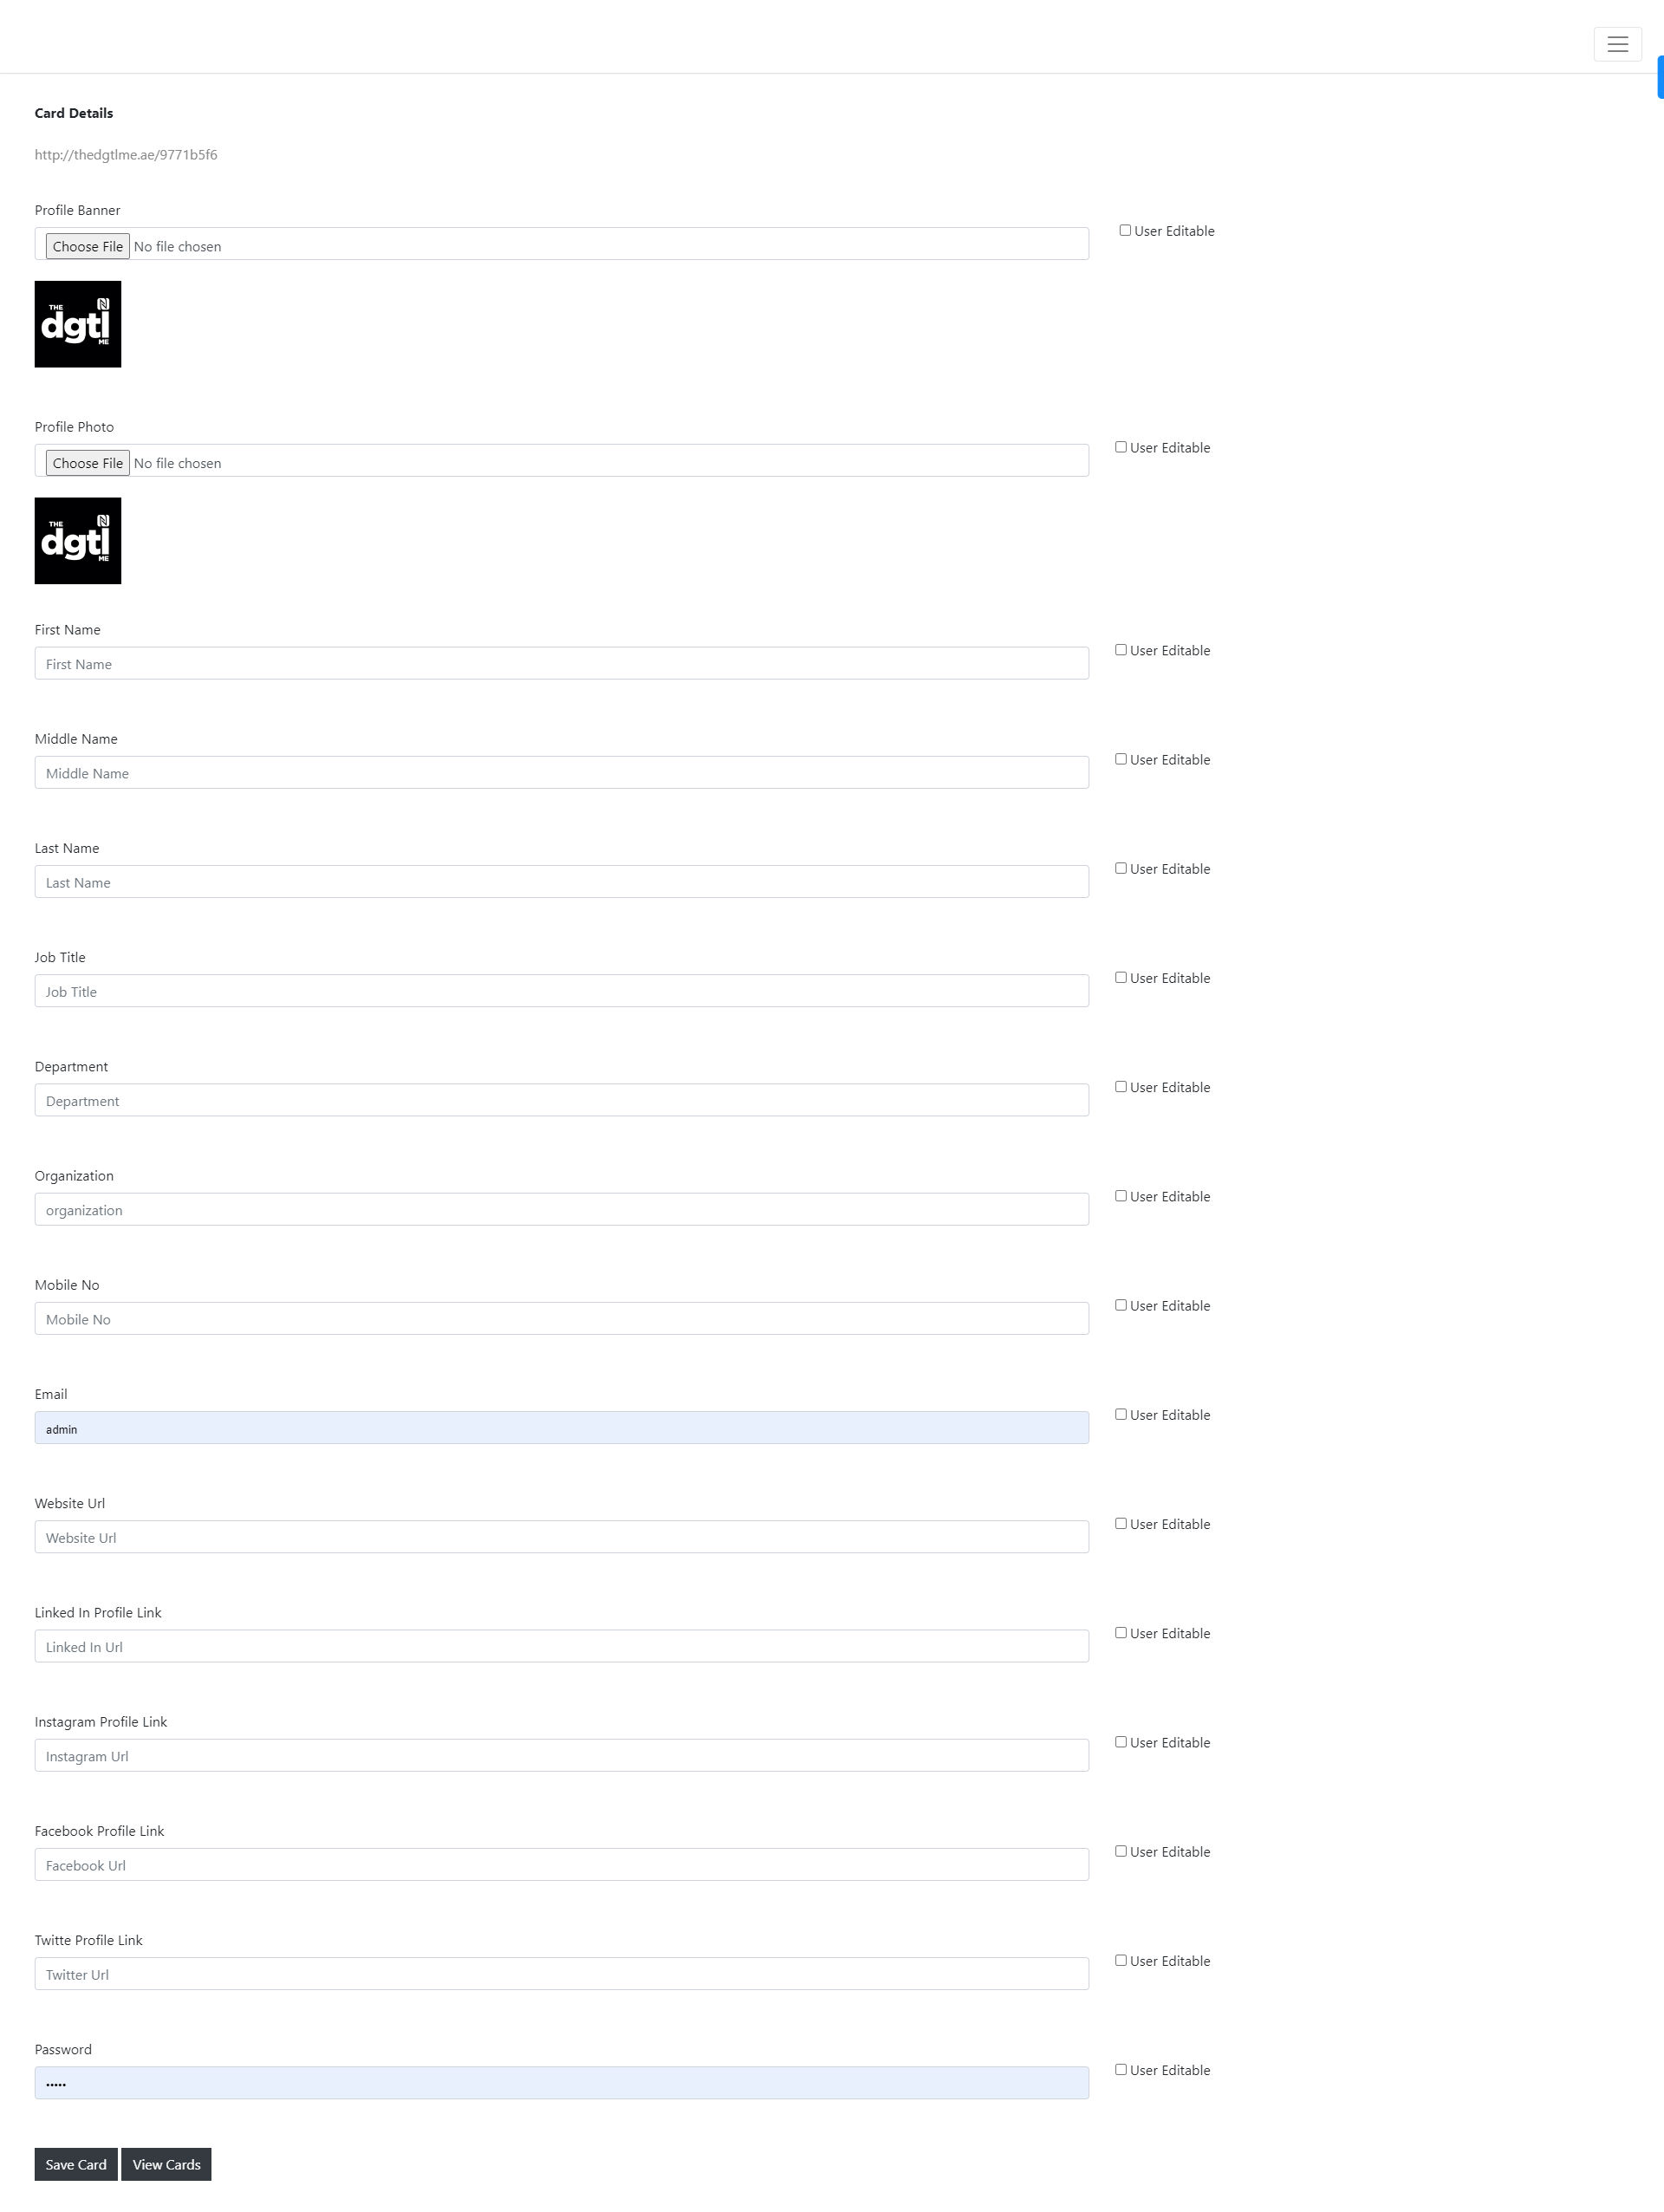 Card Details
http://thedgtlme.ae/9771b5f6
Profile Banner
Choose File No file chosen
User Editable
THE
dgtl
ME
Profile Photo
Choose File No file chosen
User Editable
THE
dgtl
ME
First Name
First Name
User Editable
Middle Name
Middle Name
User Editable
Last Name
Last Name
User Editable
Job Title
Job Title
User Editable
Department
Department
User Editable
Organization
organization
User Editable
Mobile No
Mobile No
User Editable
Email
admin
User Editable
Website Url
Website Url
User Editable
Linked In Profile Link
Linked In Url
User Editable
Instagram Profile Link
Instagram Url
User Editable
Facebook Profile Link
Facebook Url
User Editable
Twitte Profile Link
Twitter Url
User Editable
Password
•••••
User Editable
Save Card View Cards